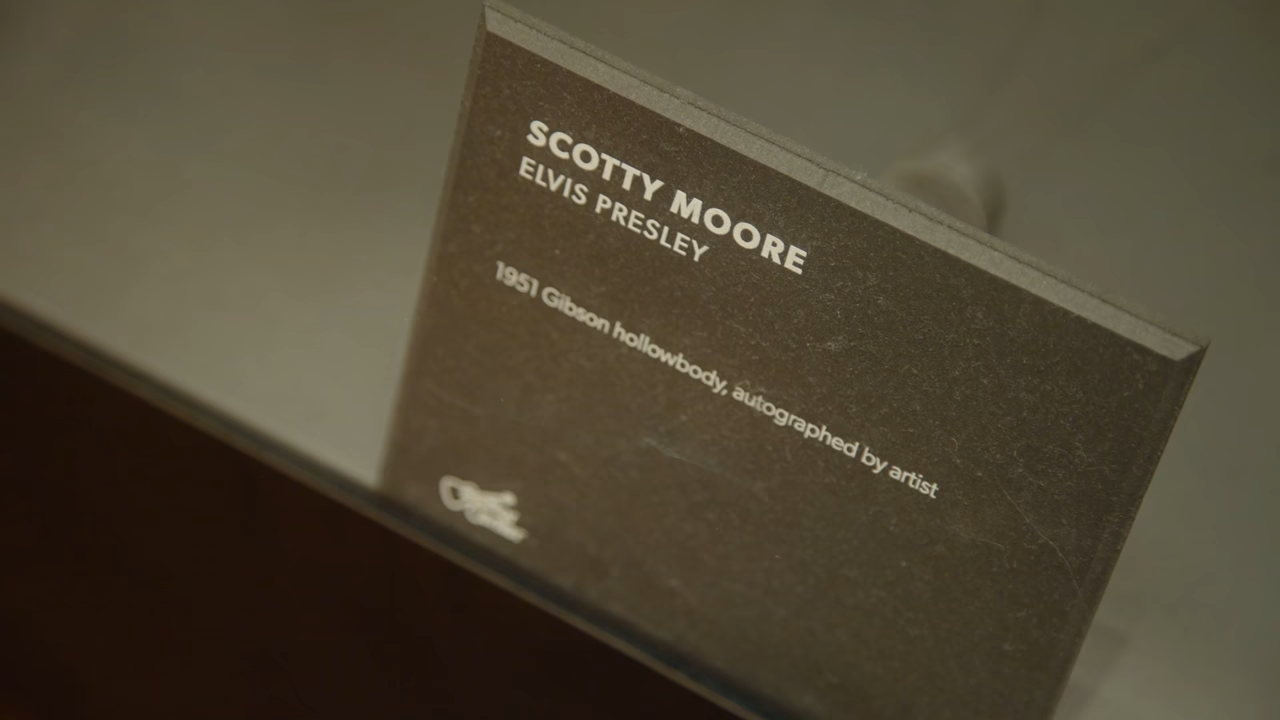 SCOTTY MOORE
ELVIS PRESLEY
1951 Gibson hollowbody, autographed by artist